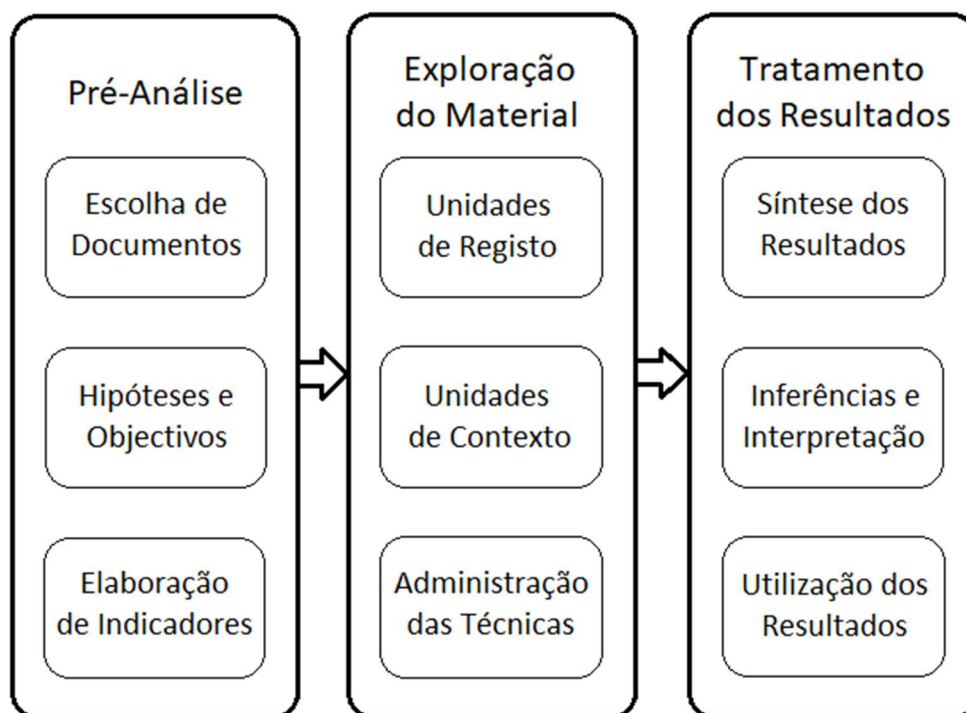 Pré-Análise
Escolha de
Documentos
Hipóteses e
Objectivos
Elaboração
de Indicadores
Exploração
do Material
Unidades
de Registo
Unidades
de Contexto
Administração
das Técnicas
Tratamento
dos Resultados
Síntese dos
Resultados
Inferências e
Interpretação
Utilização dos
Resultados